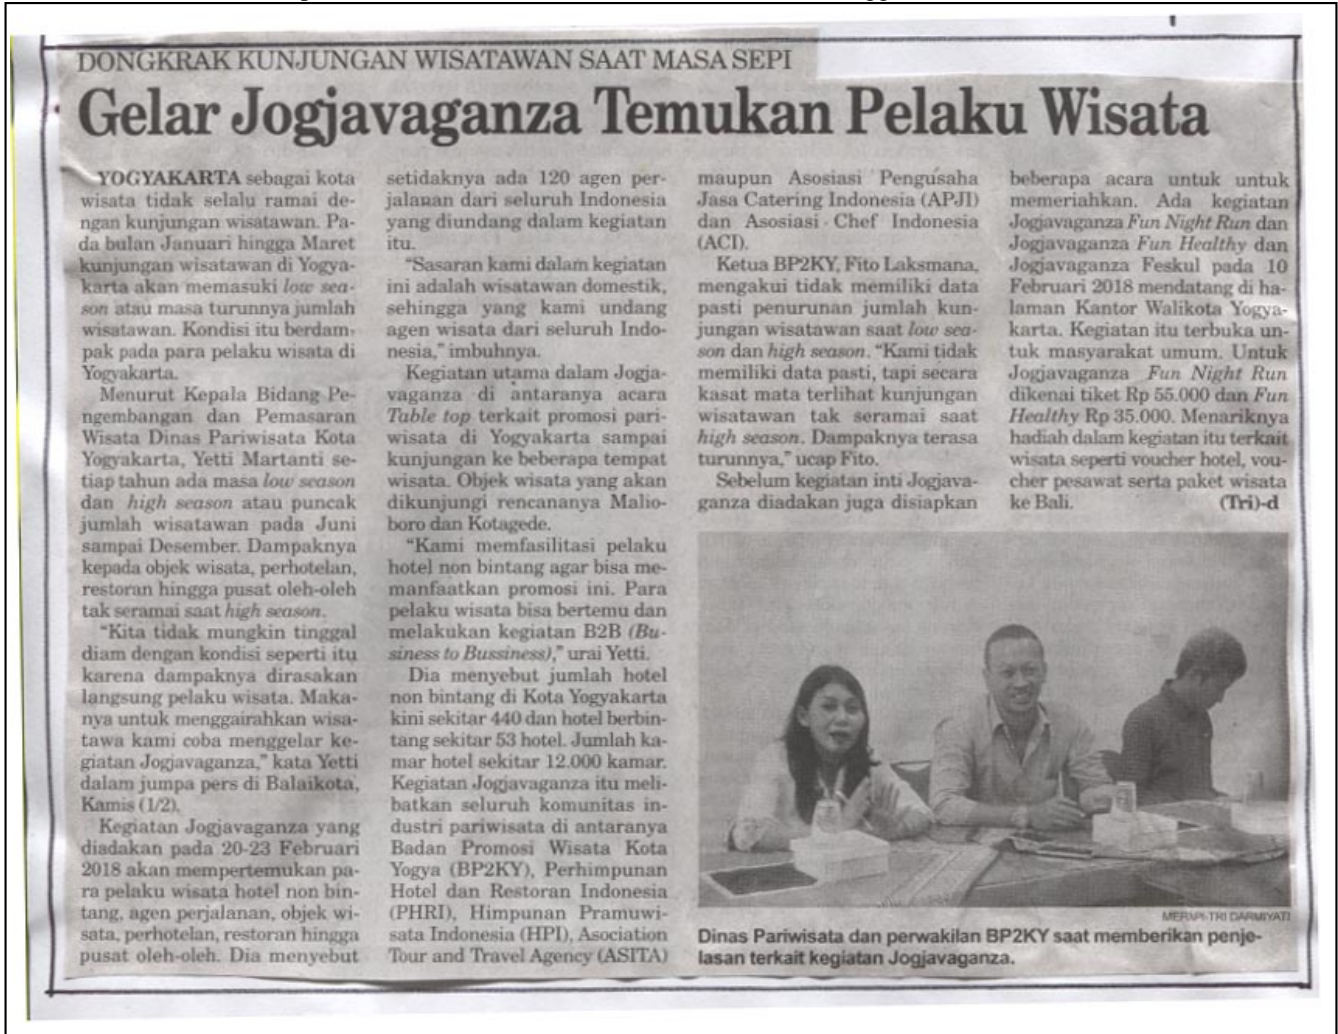 DONGKRAK KUNJUNGAN WISATAWAN SAAT MASA SEPI
Gelar Jogjavaganza Temukan Pelaku Wisata
YOGYAKARTA sebagai kota
wisata tidak selalu ramai de-
ngan kunjungan wisatawan. Pa-
da bulan Januari hingga Maret
kunjungan wisatawan di Yogya-
karta akan memasuki low sea-
son atau masa turunnya jumlah
wisatawan. Kondisi itu berdam-
pak pada para pelaku wisata di
Yogyakarta.
Menurut Kepala Bidang Pe-
ngembangan dan Pemasaran
Wisata Dinas Pariwisata Kota
Yogyakarta, Yetti Martanti se-
tiap tahun ada masa low season
dan high season atau puncak
jumlah wisatawan pada Juni
sampai Desember. Dampaknya
kepada objek wisata, perhotelan,
restoran hingga pusat oleh-oleh
tak seramai saat high season.
"Kita tidak mungkin tinggal
diam dengan kondisi seperti itu
karena dampaknya dirasakan
langsung pelaku wisata. Maka-
nya untuk menggairahkan wisa-
tawa kami coba menggelar ke-
giatan Jogjavaganza," kata Yetti
dalam jumpa pers di Balaikota,
Kamis (1/2).
Kegiatan Jogjavaganza yang
diadakan pada 20-23 Februari
2018 akan mempertemukan pa-
ra pelaku wisata hotel non bin-
tang, agen perjalanan, objek wi-
sata, perhotelan, restoran hingga
pusat oleh-oleh. Dia menyebut
setidaknya ada 120 agen per-
jalanan dari seluruh Indonesia
yang diundang dalam kegiatan
itu.
"Sasaran kami dalam kegiatan
ini adalah wisatawan domestik,
sehingga yang kami undang
agen wisata dari seluruh Indo-
nesia," imbuhnya.
Kegiatan utama dalam Jogja-
vaganza di antaranya acara
Table top terkait promosi pari-
wisata di Yogyakarta sampai
kunjungan ke beberapa tempat
wisata. Objek wisata yang akan
dikunjungi rencananya Malio-
boro dan Kotagede.
"Kami memfasilitasi pelaku
hotel non bintang agar bisa me-
manfaatkan promosi ini. Para
pelaku wisata bisa bertemu dan
melakukan kegiatan B2B (Bu-
siness to Bussiness)," urai Yetti.
Dia menyebut jumlah hotel
non bintang di Kota Yogyakarta
kini sekitar 440 dan hotel berbin-
tang sekitar 53 hotel. Jumlah ka-
mar hotel sekitar 12.000 kamar.
Kegiatan Jogjavaganza itu meli-
batkan seluruh komunitas in-
dustri pariwisata di antaranya
Badan Promosi Wisata Kota
Yogya (BP2KY), Perhimpunan
Hotel dan Restoran Indonesia
(PHRI), Himpunan Pramuwi-
sata Indonesia (HPI), Asociation
Tour and Travel Agency (ASITA)
maupun Asosiasi Pengusaha
Jasa Catering Indonesia (APJI)
dan Asosiasi Chef Indonesia
(ACI).
Ketua BP2KY, Fito Laksmana,
mengakui tidak memiliki data
pasti penurunan jumlah kun-
jungan wisatawan saat low sea-
son dan high season. "Kami tidak
memiliki data pasti, tapi secara
kasat mata terlihat kunjungan
wisatawan tak seramai saat
high season. Dampaknya terasa
turunnya," ucap Fito.
Sebelum kegiatan inti Jogjava-
ganza diadakan juga disiapkan
beberapa acara untuk untuk
memeriahkan. Ada kegiatan
Jogjavaganza Fun Night Run dan
Jogjavaganza Fun Healthy dan
Jogjavaganza Feskul pada 10
Februari 2018 mendatang di ha-
laman Kantor Walikota Yogya-
karta. Kegiatan itu terbuka un-
tuk masyarakat umum. Untuk
Jogjavaganza Fun Night Run
dikenai tiket Rp 55.000 dan Fun
Healthy Rp 35.000. Menariknya
hadiah dalam kegiatan itu terkait
wisata seperti voucher hotel, vou-
cher pesawat serta paket wisata
ke Bali. (Tri)-d
MERAPI-TRI DARMIYATI
Dinas Pariwisata dan perwakilan BP2KY saat memberikan penje-
lasan terkait kegiatan Jogjavaganza.